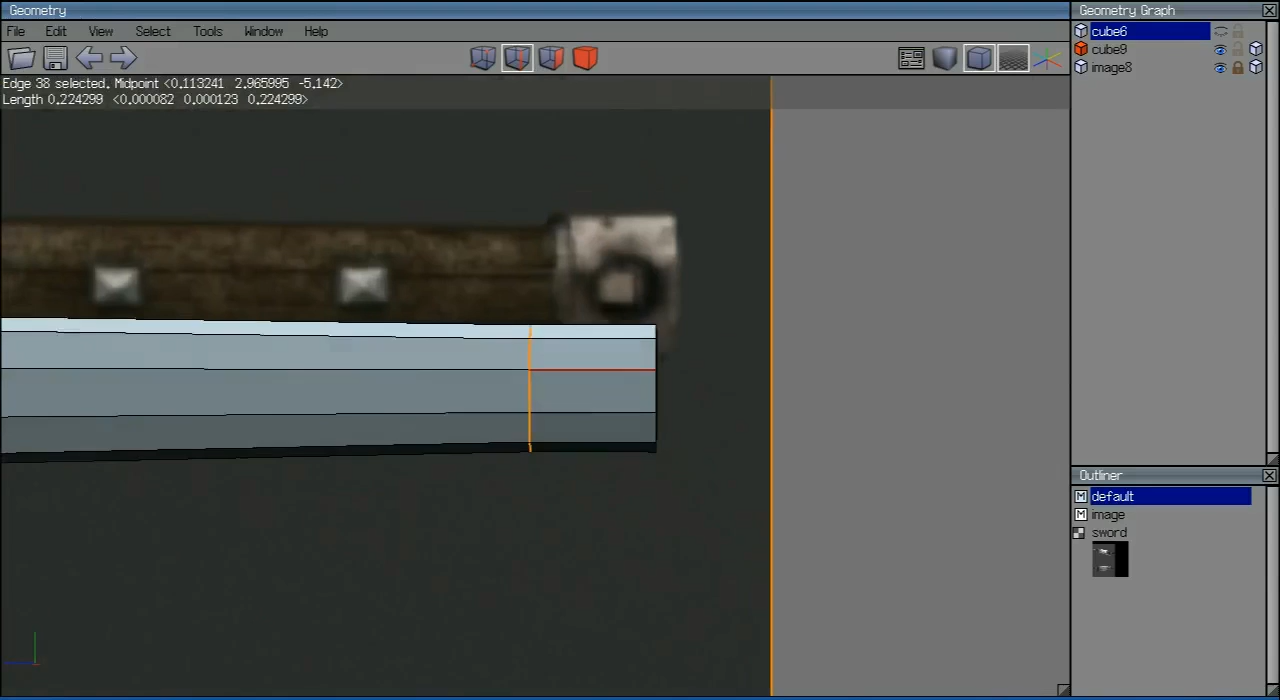 Geometry
File Edit View Select Tools Window Help
Edge 38 selected. Midpoint <0.113241 2.965995 -5.142>
Length 0.224299 <0.000082 0.000123 0.224299>
Geometry Graph
cube6
cube9
image8
Outliner
M default
M image
sword